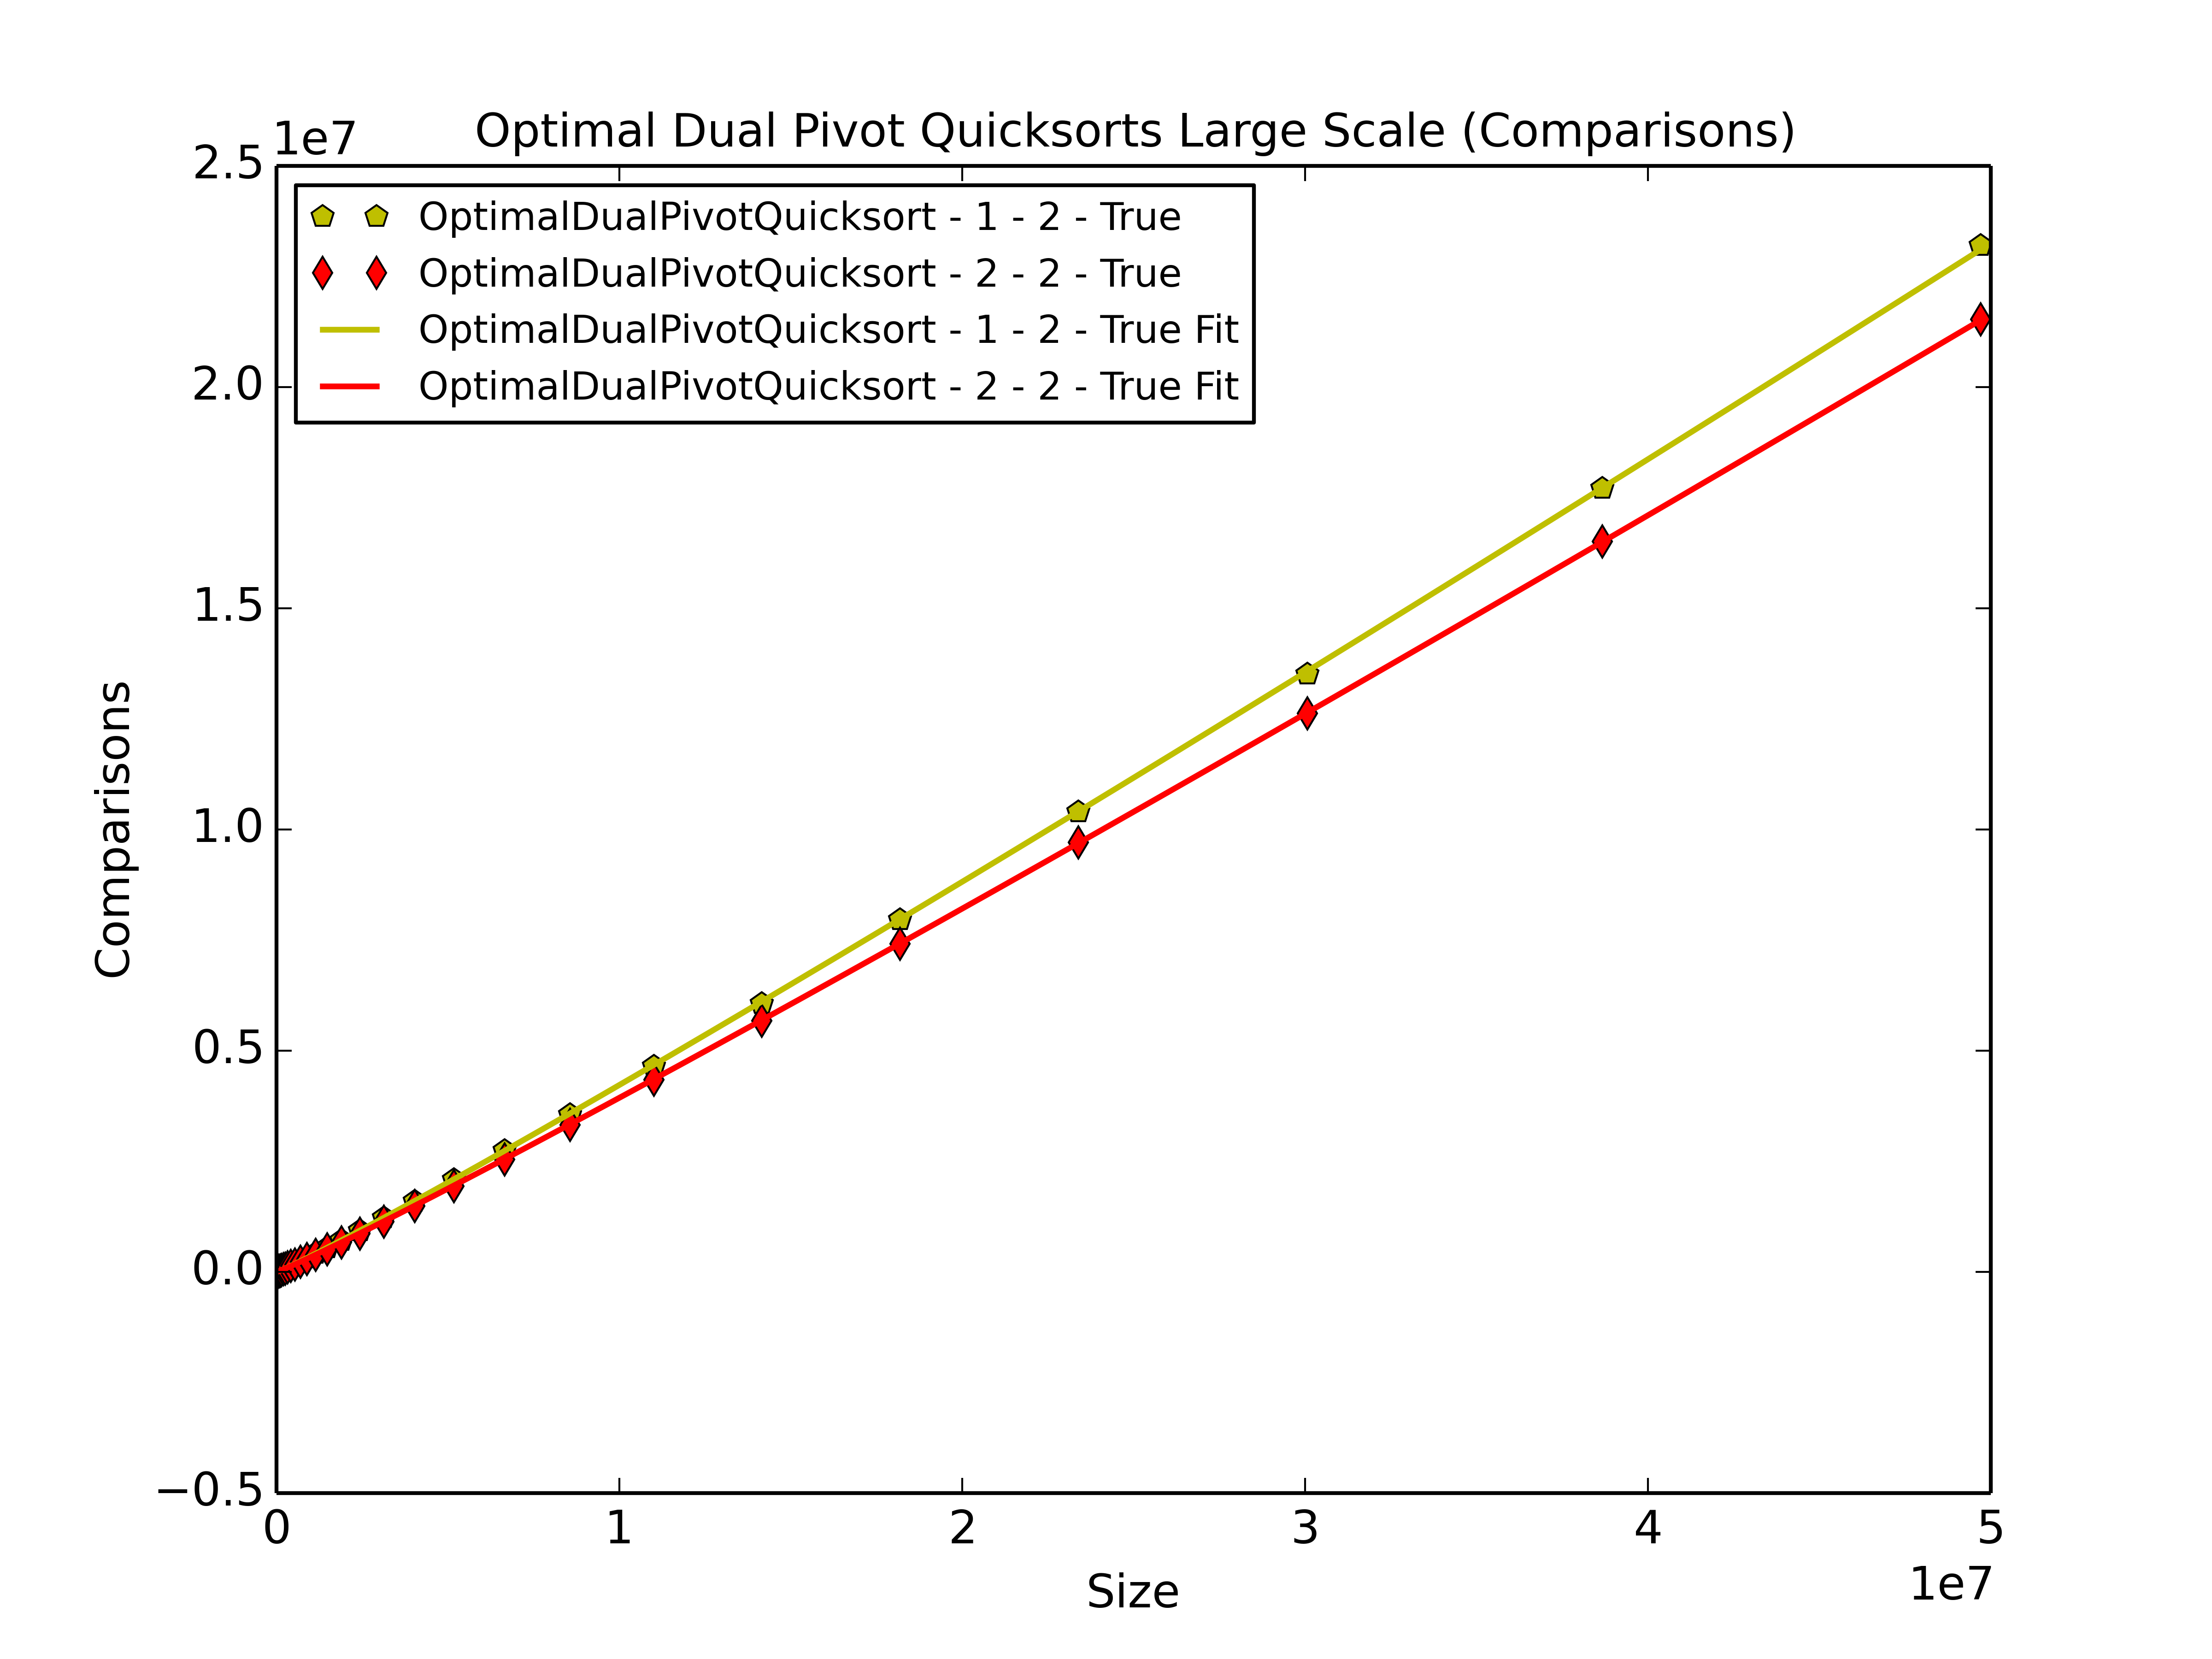 Optimal Dual Pivot Quicksorts Large Scale (Comparisons)
1e7
2.5
2.0
1.5
1.0
0.5
0.0
−0.5
OptimalDualPivotQuicksort - 1 - 2 - True
OptimalDualPivotQuicksort - 2 - 2 - True
OptimalDualPivotQuicksort - 1 - 2 - True Fit
OptimalDualPivotQuicksort - 2 - 2 - True Fit
Comparisons
0 1 2 3 4 5
Size
1e7